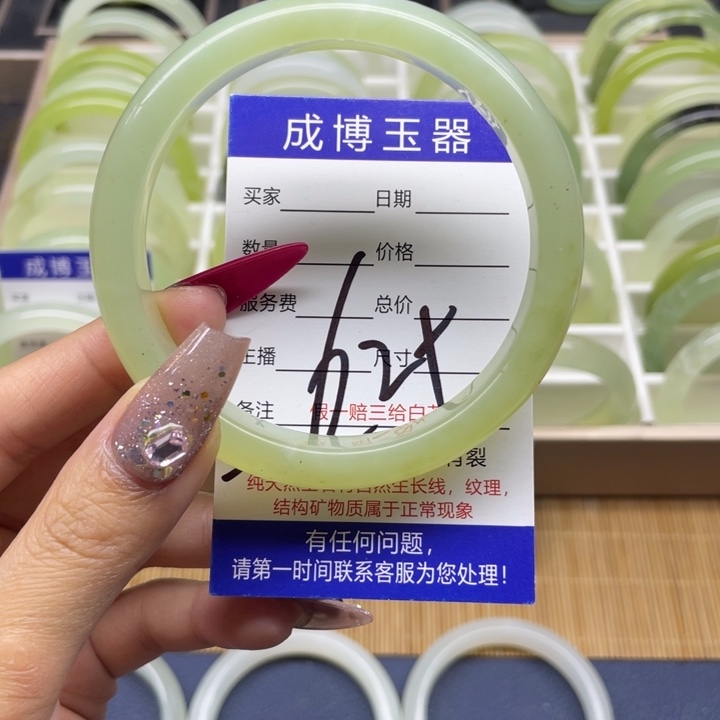 成博玉器
买家 日期
数量 价格
服务费 总价
主播 尺寸
备注 假一赔三给白
有裂
纯天然玉石有自然生长线，纹理，
结构矿物质属于正常现象
有任何问题，
请第一时间联系客服为您处理！
成博玉